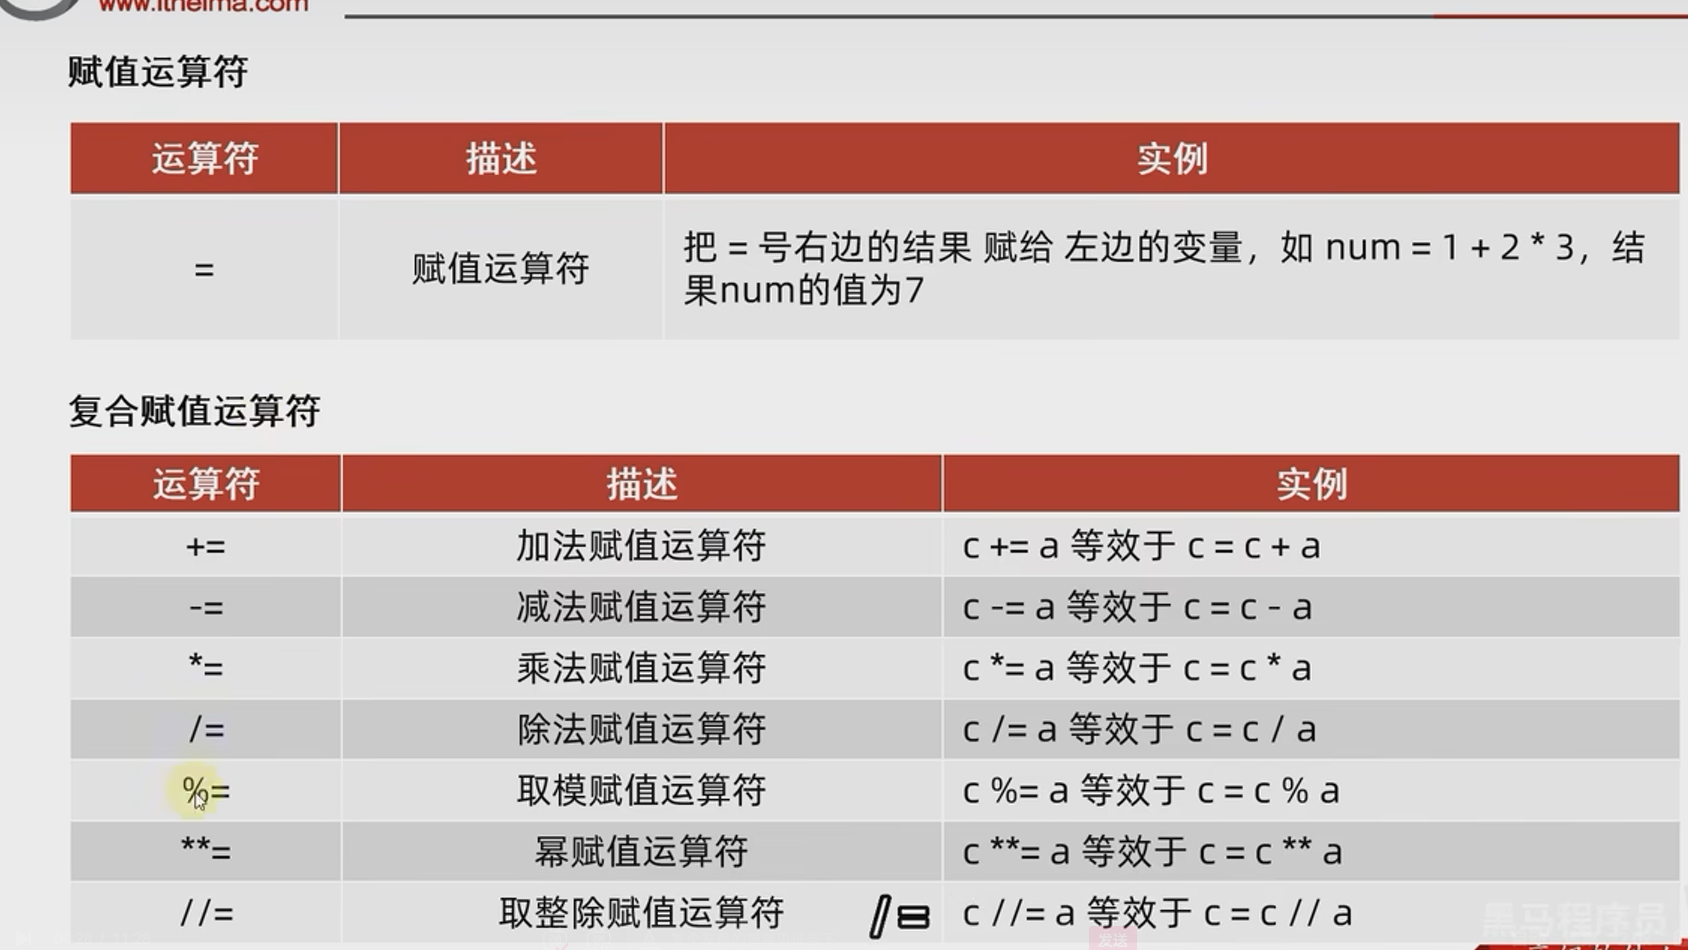 www.itheima.com
赋值运算符
运算符 描述 实例
= 赋值运算符 把 = 号右边的结果 赋给 左边的变量，如 num = 1 + 2 * 3，结
果num的值为7
复合赋值运算符
运算符 描述 实例
+= 加法赋值运算符 c += a 等效于 c = c + a
-= 减法赋值运算符 c -= a 等效于 c = c - a
*= 乘法赋值运算符 c *= a 等效于 c = c * a
/= 除法赋值运算符 c /= a 等效于 c = c / a
%= 取模赋值运算符 c %= a 等效于 c = c % a
**= 幂赋值运算符 c **= a 等效于 c = c ** a
//= 取整除赋值运算符 /= c //= a 等效于 c = c // a
黑马程序员
发送